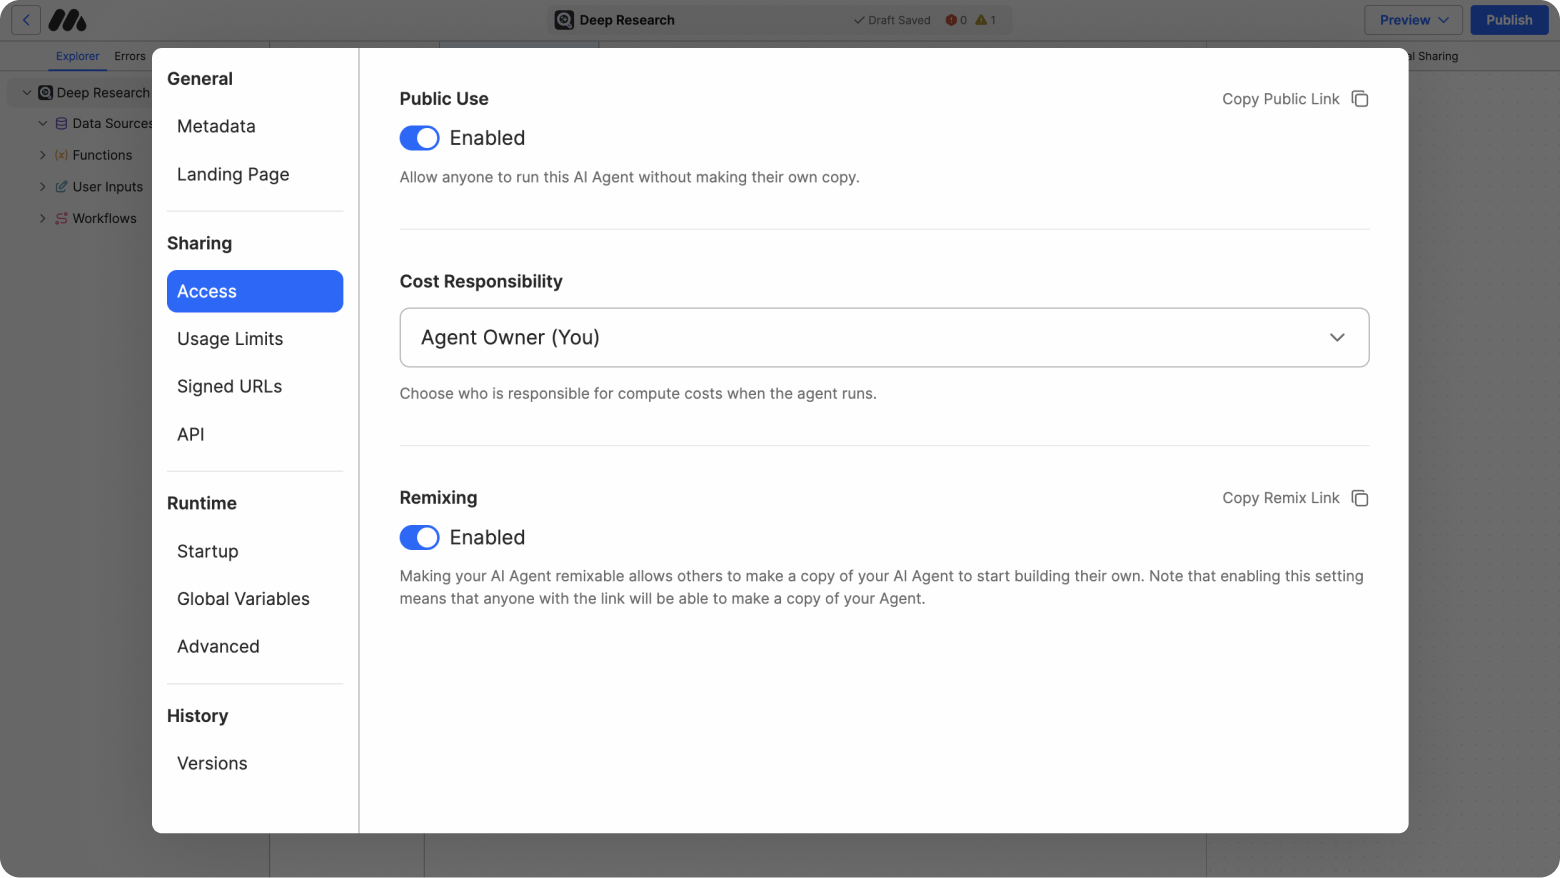 Deep Research
Draft Saved
0
1
Preview
Publish
Explorer
Errors
al Sharing
Deep Research
Data Sources
(x) Functions
User Inputs
Workflows
General
Metadata
Landing Page
Sharing
Access
Usage Limits
Signed URLs
API
Runtime
Startup
Global Variables
Advanced
History
Versions
Public Use
Copy Public Link
Enabled
Allow anyone to run this AI Agent without making their own copy.
Cost Responsibility
Agent Owner (You)
Choose who is responsible for compute costs when the agent runs.
Remixing
Copy Remix Link
Enabled
Making your AI Agent remixable allows others to make a copy of your AI Agent to start building their own. Note that enabling this setting
means that anyone with the link will be able to make a copy of your Agent.